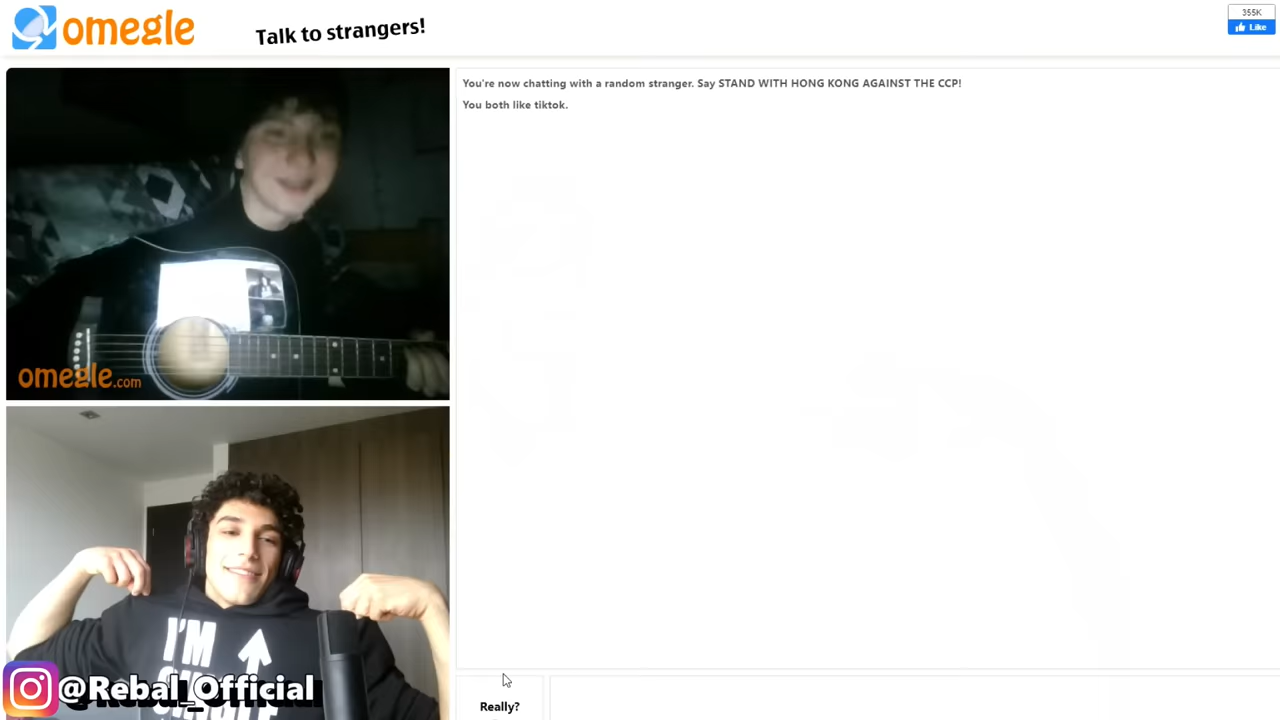 omegle
Talk to strangers!
355K
Like
You're now chatting with a random stranger. Say STAND WITH HONG KONG AGAINST THE CCP!
You both like tiktok.
omegle.com
I'M
SINGLE
@Rebal_Official
Really?